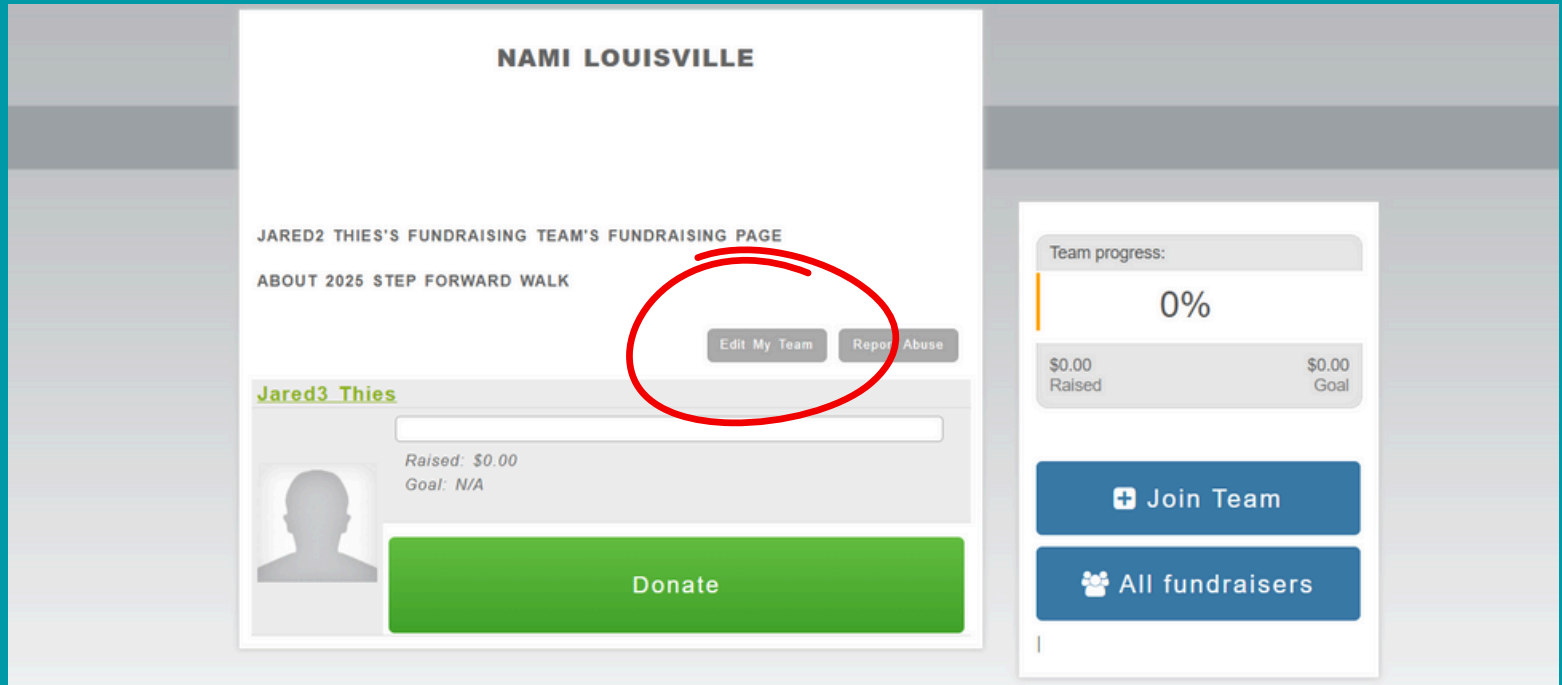 NAMI LOUISVILLE
JARED2 THIES'S FUNDRAISING TEAM'S FUNDRAISING PAGE
ABOUT 2025 STEP FORWARD WALK
Edit My Team
Report Abuse
Jared3 Thies
Raised: $0.00
Goal: N/A
Donate
Team progress:
0%
$0.00 $0.00
Raised Goal
Join Team
All fundraisers
|